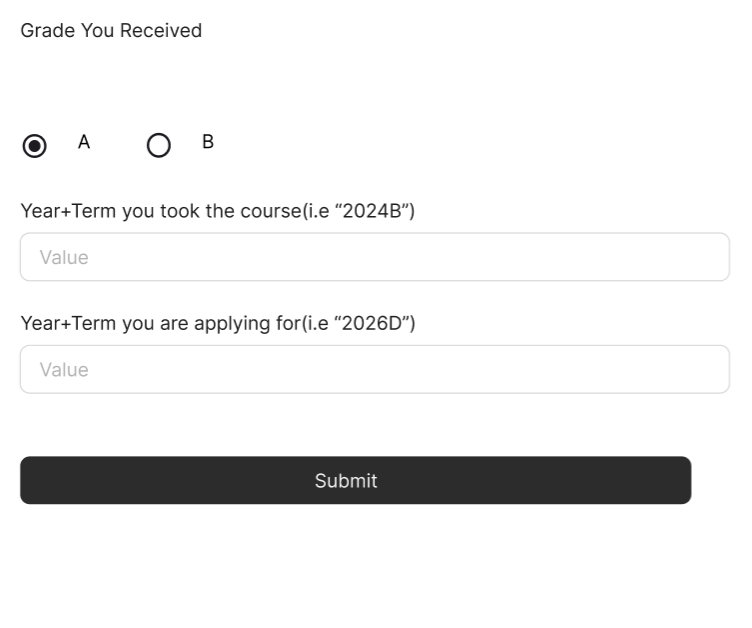 Grade You Received
A B
Year+Term you took the course(i.e “2024B”)
Value
Year+Term you are applying for(i.e “2026D”)
Value
Submit